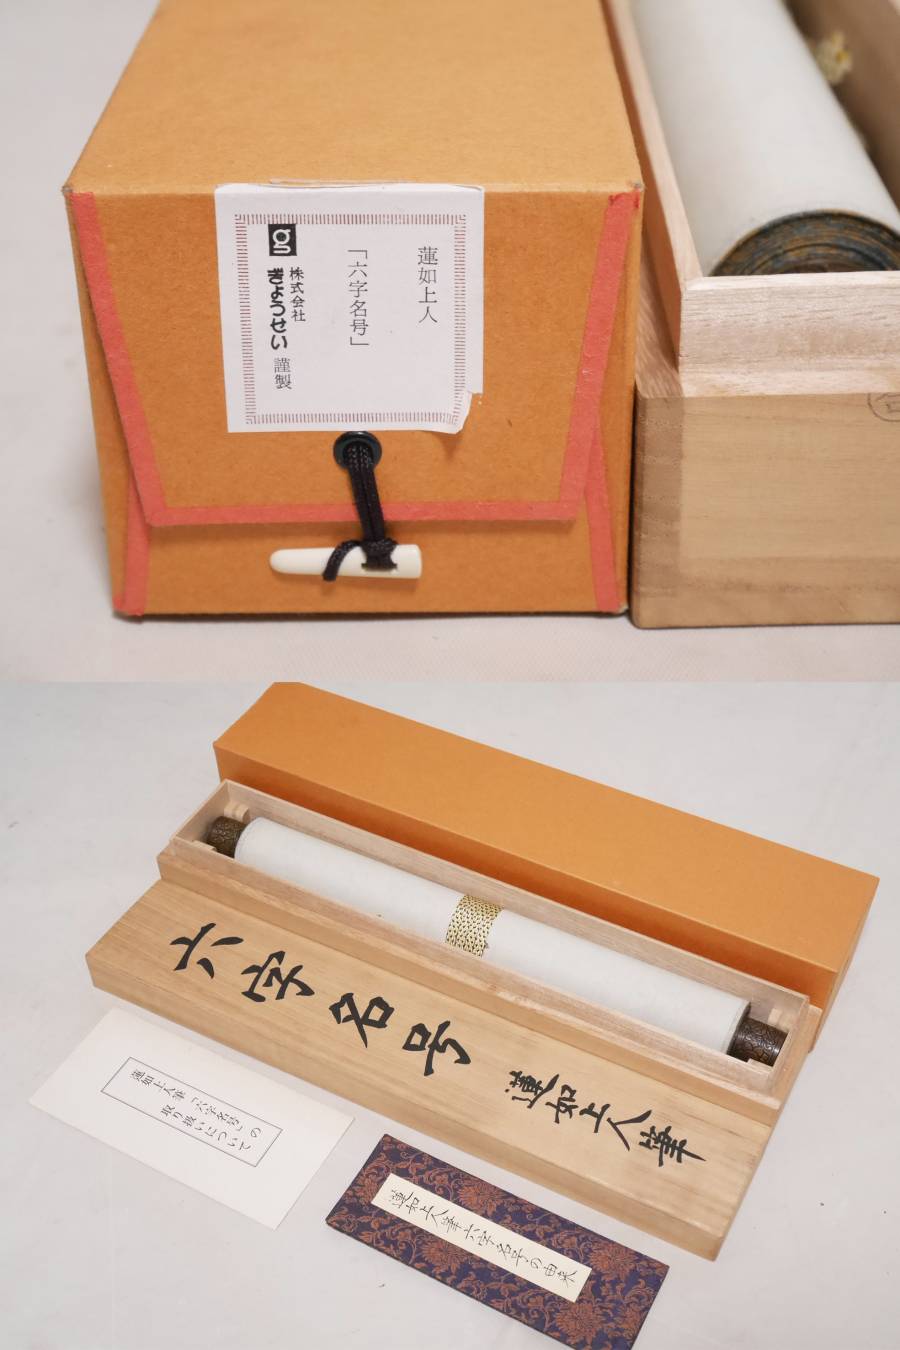 蓮如上人
「六字名号」
株式会社
ぎょうせい 謹製
g
六字名号
蓮如上人筆
蓮如上人筆「六字名号」の
取り扱いについて
蓮如上人筆六字名号の由来